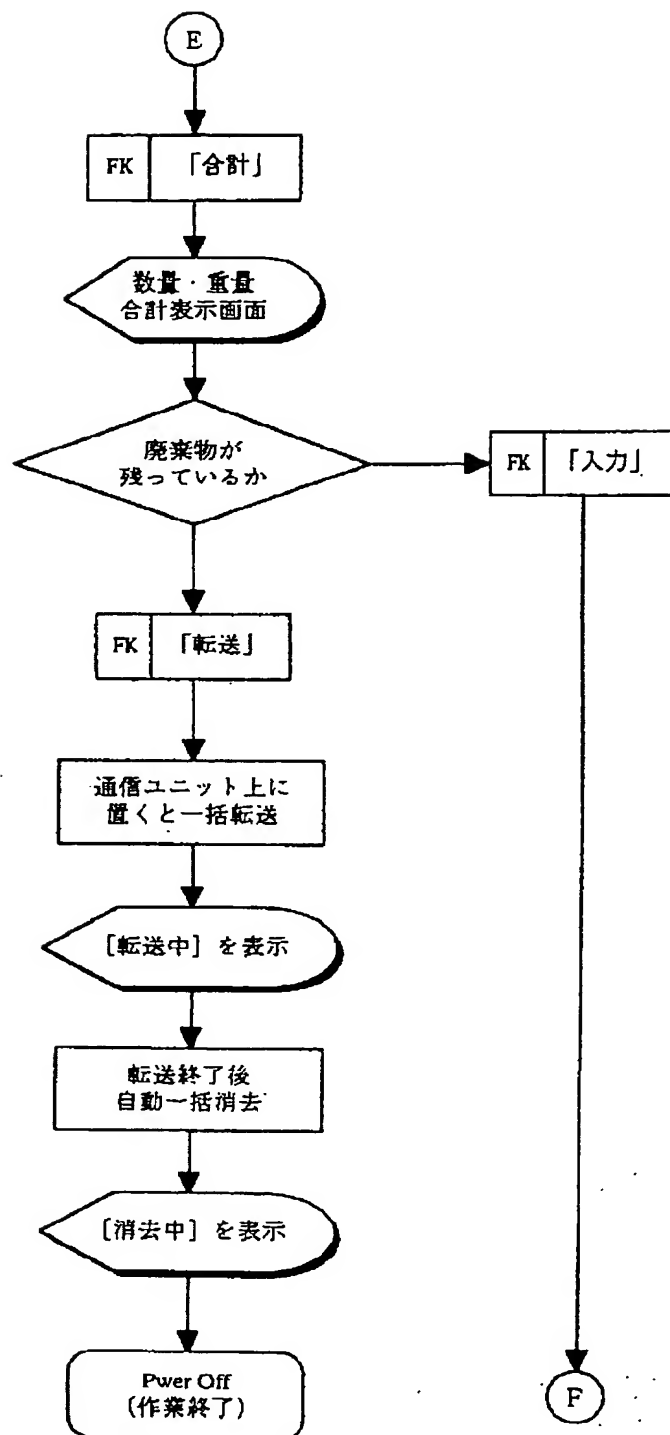 E
FK 「合計」
数量・重量
合計表示画面
廃棄物が
残っているか
FK 「入力」
FK 「転送」
通信ユニット上に
置くと一括転送
[転送中] を表示
転送終了後
自動一括消去
[消去中] を表示
Pwer Off
(作業終了)
F